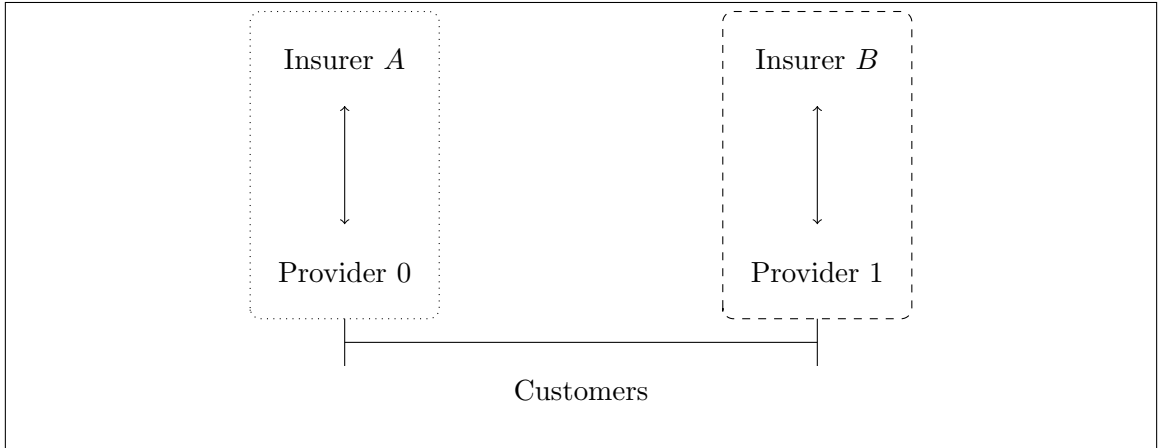 Insurer A
Insurer B
Provider 0
Provider 1
Customers